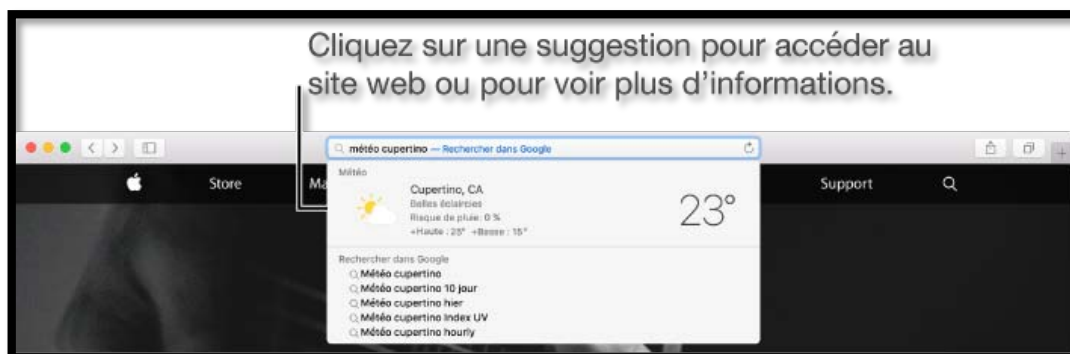 Cliquez sur une suggestion pour accéder au
site web ou pour voir plus d’informations.
météo cupertino — Rechercher dans Google
Store
Ma
Support
Météo
Cupertino, CA
Belles éclaircies
Risque de pluie: 0 %
23°
Rechercher dans Google
Météo cupertino
Météo cupertino 10 jour
Météo cupertino hier
Météo cupertino Index UV
Météo cupertino hourly